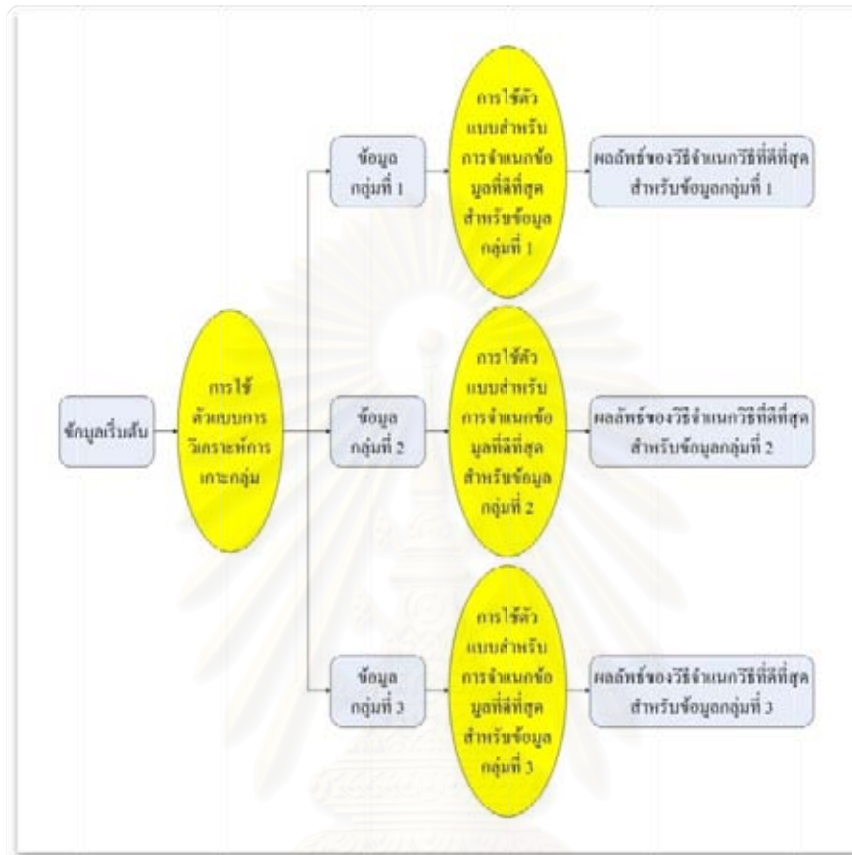 ข้อมูลเริ่มต้น
การใช้
ตัวแบบการ
วิเคราะห์การ
เกาะกลุ่ม
ข้อมูล
กลุ่มที่ 1
การใช้ตัว
แบบสำหรับ
การจำแนกข้อ
มูลที่ดีที่สุด
สำหรับข้อมูล
กลุ่มที่ 1
ผลลัพธ์ของวิธีจำแนกวิธีที่ดีที่สุด
สำหรับข้อมูลกลุ่มที่ 1
ข้อมูล
กลุ่มที่ 2
การใช้ตัว
แบบสำหรับ
การจำแนกข้อ
มูลที่ดีที่สุด
สำหรับข้อมูล
กลุ่มที่ 2
ผลลัพธ์ของวิธีจำแนกวิธีที่ดีที่สุด
สำหรับข้อมูลกลุ่มที่ 2
ข้อมูล
กลุ่มที่ 3
การใช้ตัว
แบบสำหรับ
การจำแนกข้อ
มูลที่ดีที่สุด
สำหรับข้อมูล
กลุ่มที่ 3
ผลลัพธ์ของวิธีจำแนกวิธีที่ดีที่สุด
สำหรับข้อมูลกลุ่มที่ 3